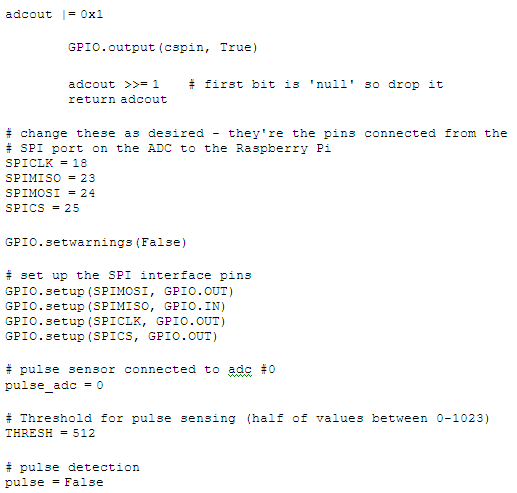 adcout |= 0x1
GPIO.output(cspin, True)
adcout >>= 1 # first bit is 'null' so drop it
return adcout
# change these as desired - they're the pins connected from the
# SPI port on the ADC to the Raspberry Pi
SPICLK = 18
SPIMISO = 23
SPIMOSI = 24
SPICS = 25
GPIO.setwarnings(False)
# set up the SPI interface pins
GPIO.setup(SPIMOSI, GPIO.OUT)
GPIO.setup(SPIMISO, GPIO.IN)
GPIO.setup(SPICLK, GPIO.OUT)
GPIO.setup(SPICS, GPIO.OUT)
# pulse sensor connected to adc #0
pulse_adc = 0
# Threshold for pulse sensing (half of values between 0-1023)
THRESH = 512
# pulse detection
pulse = False